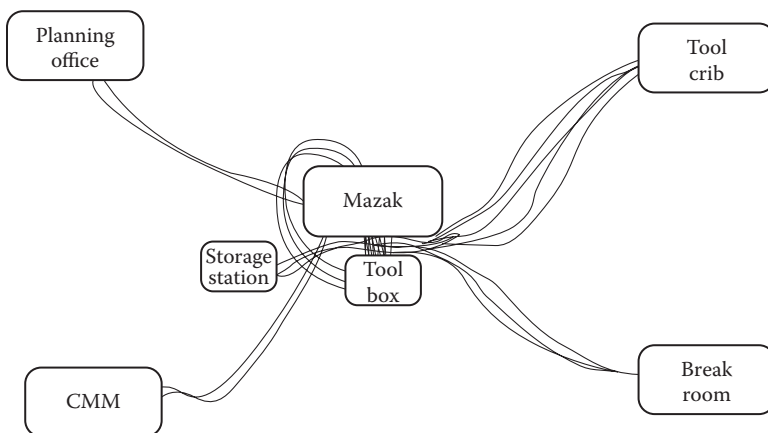 Planning
office
Tool
crib
Mazak
Storage
station
Tool
box
CMM
Break
room